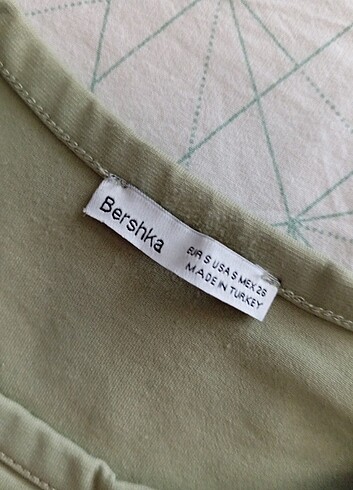 Bershka
EUR S USA S MEX 26
MADE IN TURKEY